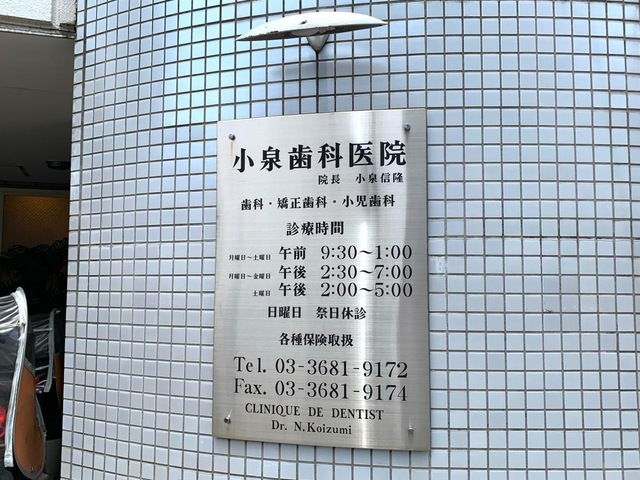 小泉歯科医院
院長 小泉信隆
歯科・矯正歯科・小児歯科
診療時間
月曜日～土曜日 午前 9:30～1:00
月曜日～金曜日 午後 2:30～7:00
土曜日 午後 2:00～5:00
日曜日 祭日休診
各種保険取扱
Tel. 03-3681-9172
Fax. 03-3681-9174
CLINIQUE DE DENTIST
Dr. N.Koizumi